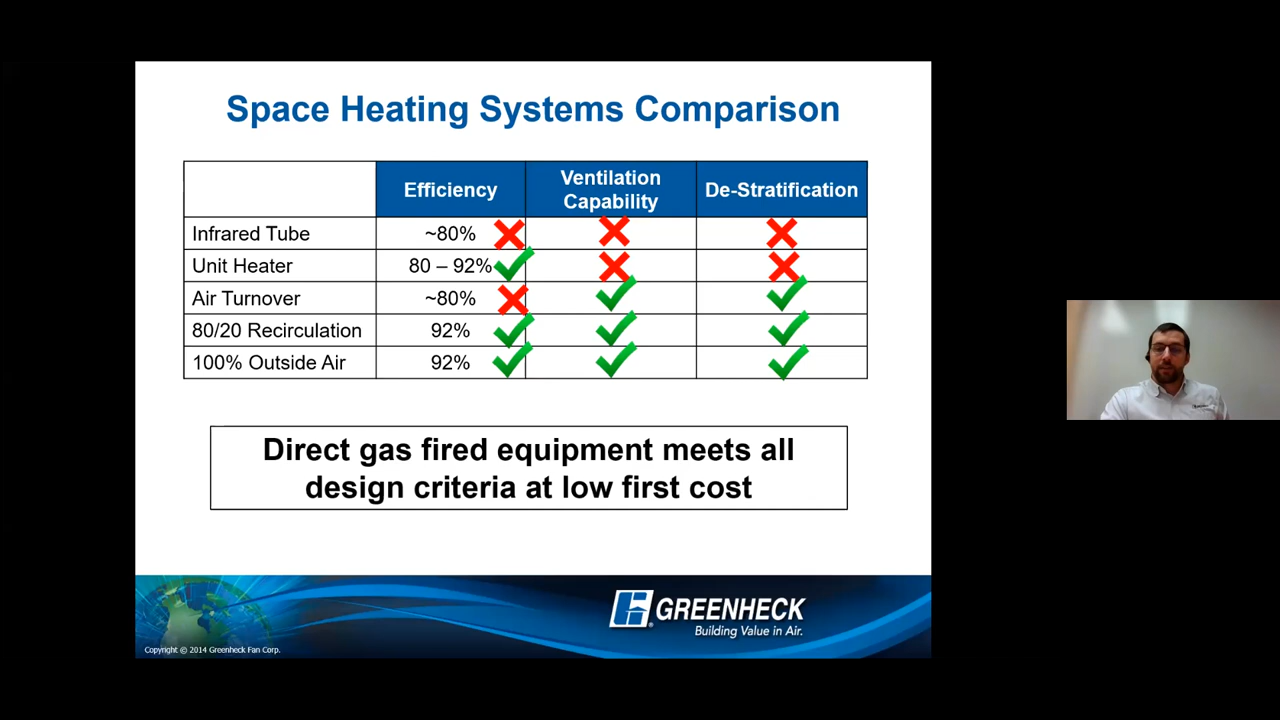 Space Heating Systems Comparison
Efficiency
Ventilation
Capability
De-Stratification
Infrared Tube ~80%
Unit Heater 80 – 92%
Air Turnover ~80%
80/20 Recirculation 92%
100% Outside Air 92%
Direct gas fired equipment meets all
design criteria at low first cost
GREENHECK
Building Value in Air.
Copyright © 2014 Greenheck Fan Corp.